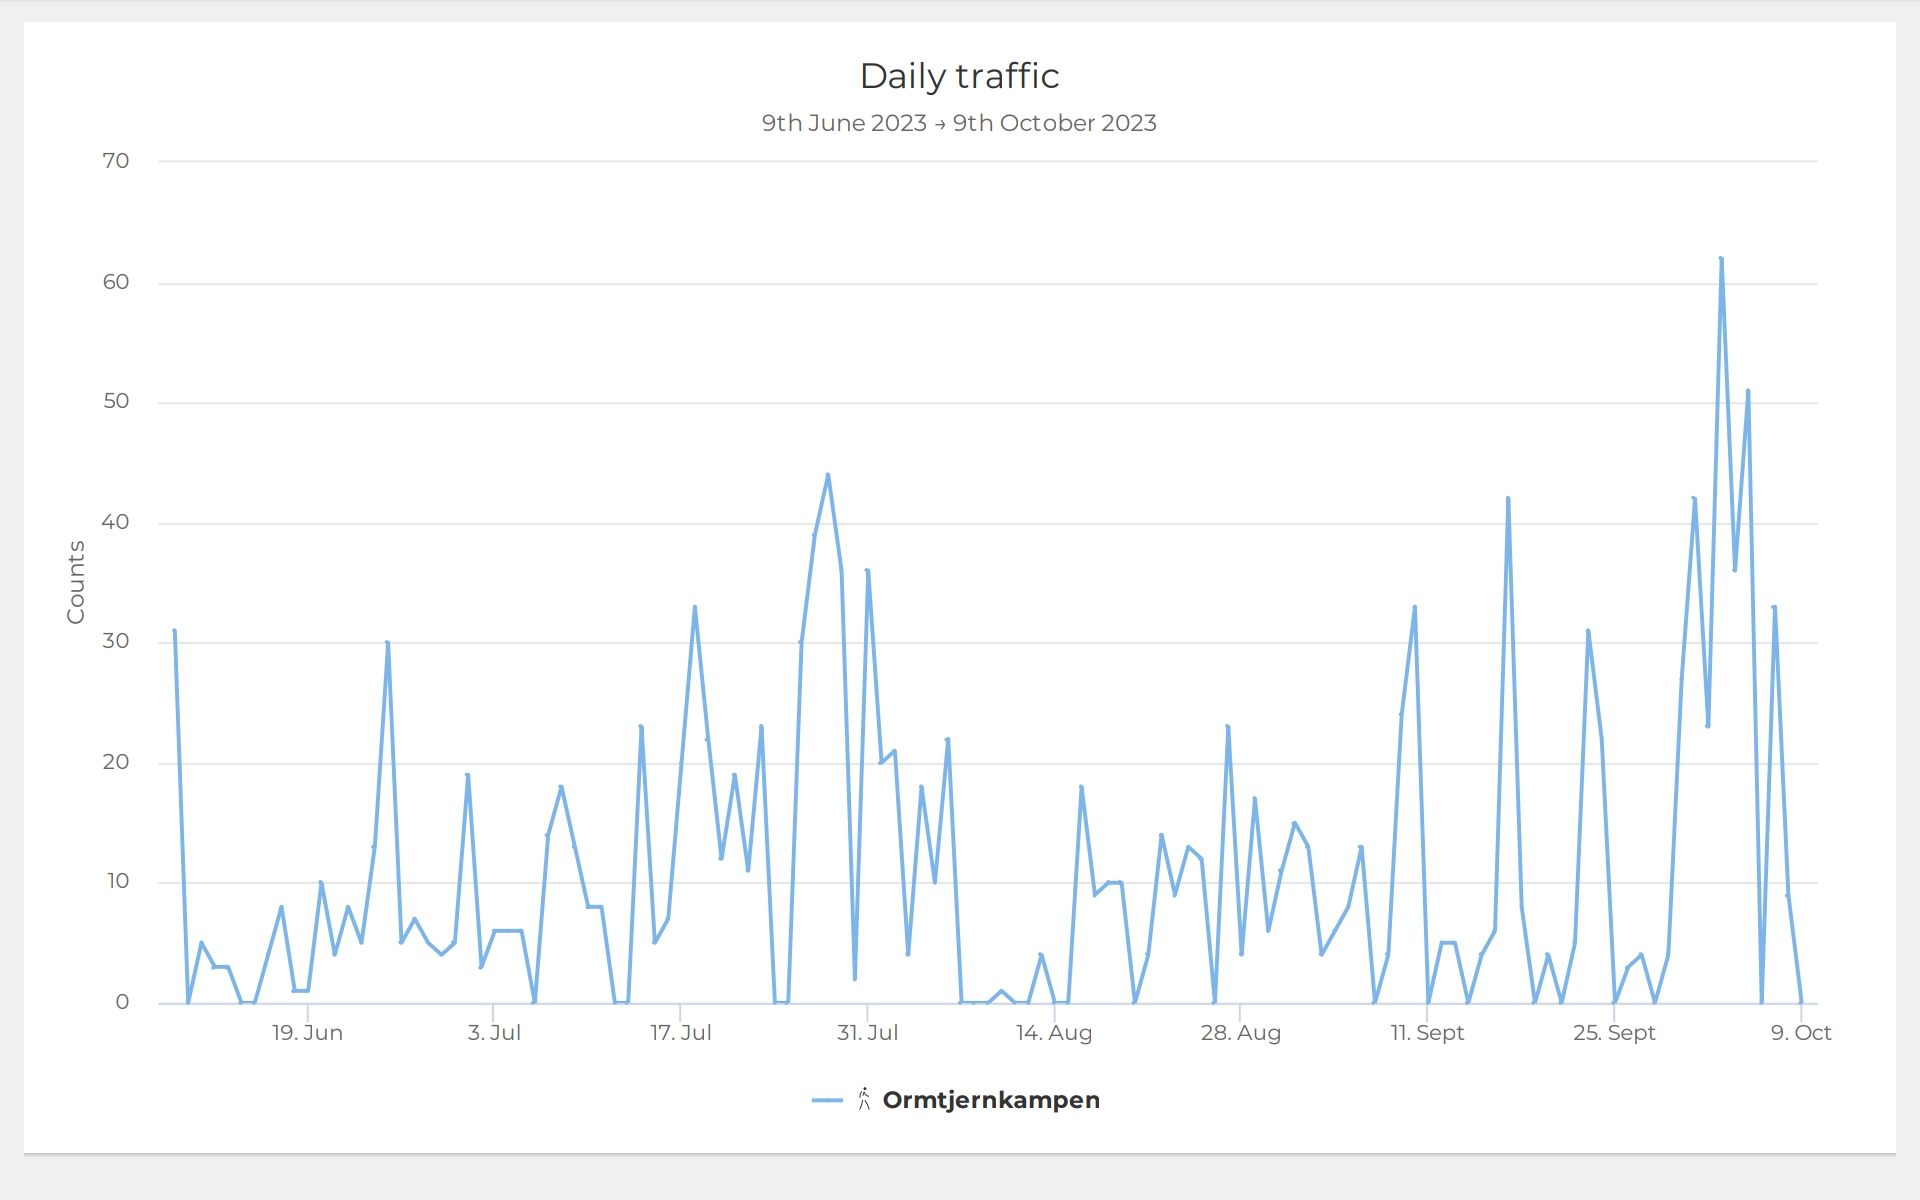 Daily traffic
9th June 2023 → 9th October 2023
70
60
50
40
30
20
10
0
Counts
19. Jun
3. Jul
17. Jul
31. Jul
14. Aug
28. Aug
11. Sept
25. Sept
9. Oct
Ormtjernkampen